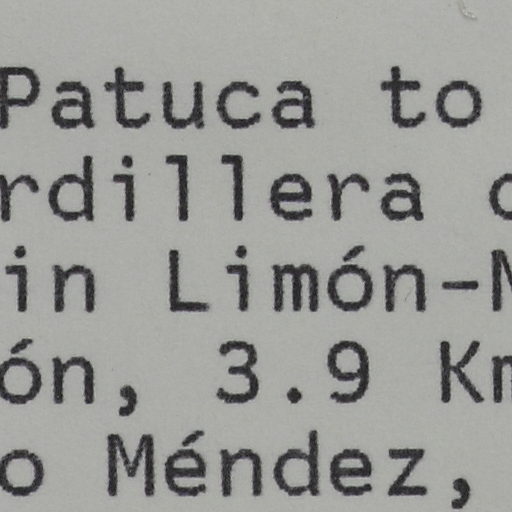 Patuca to
rdillera
in Limón-
ón, 3.9 Km
o Méndez,